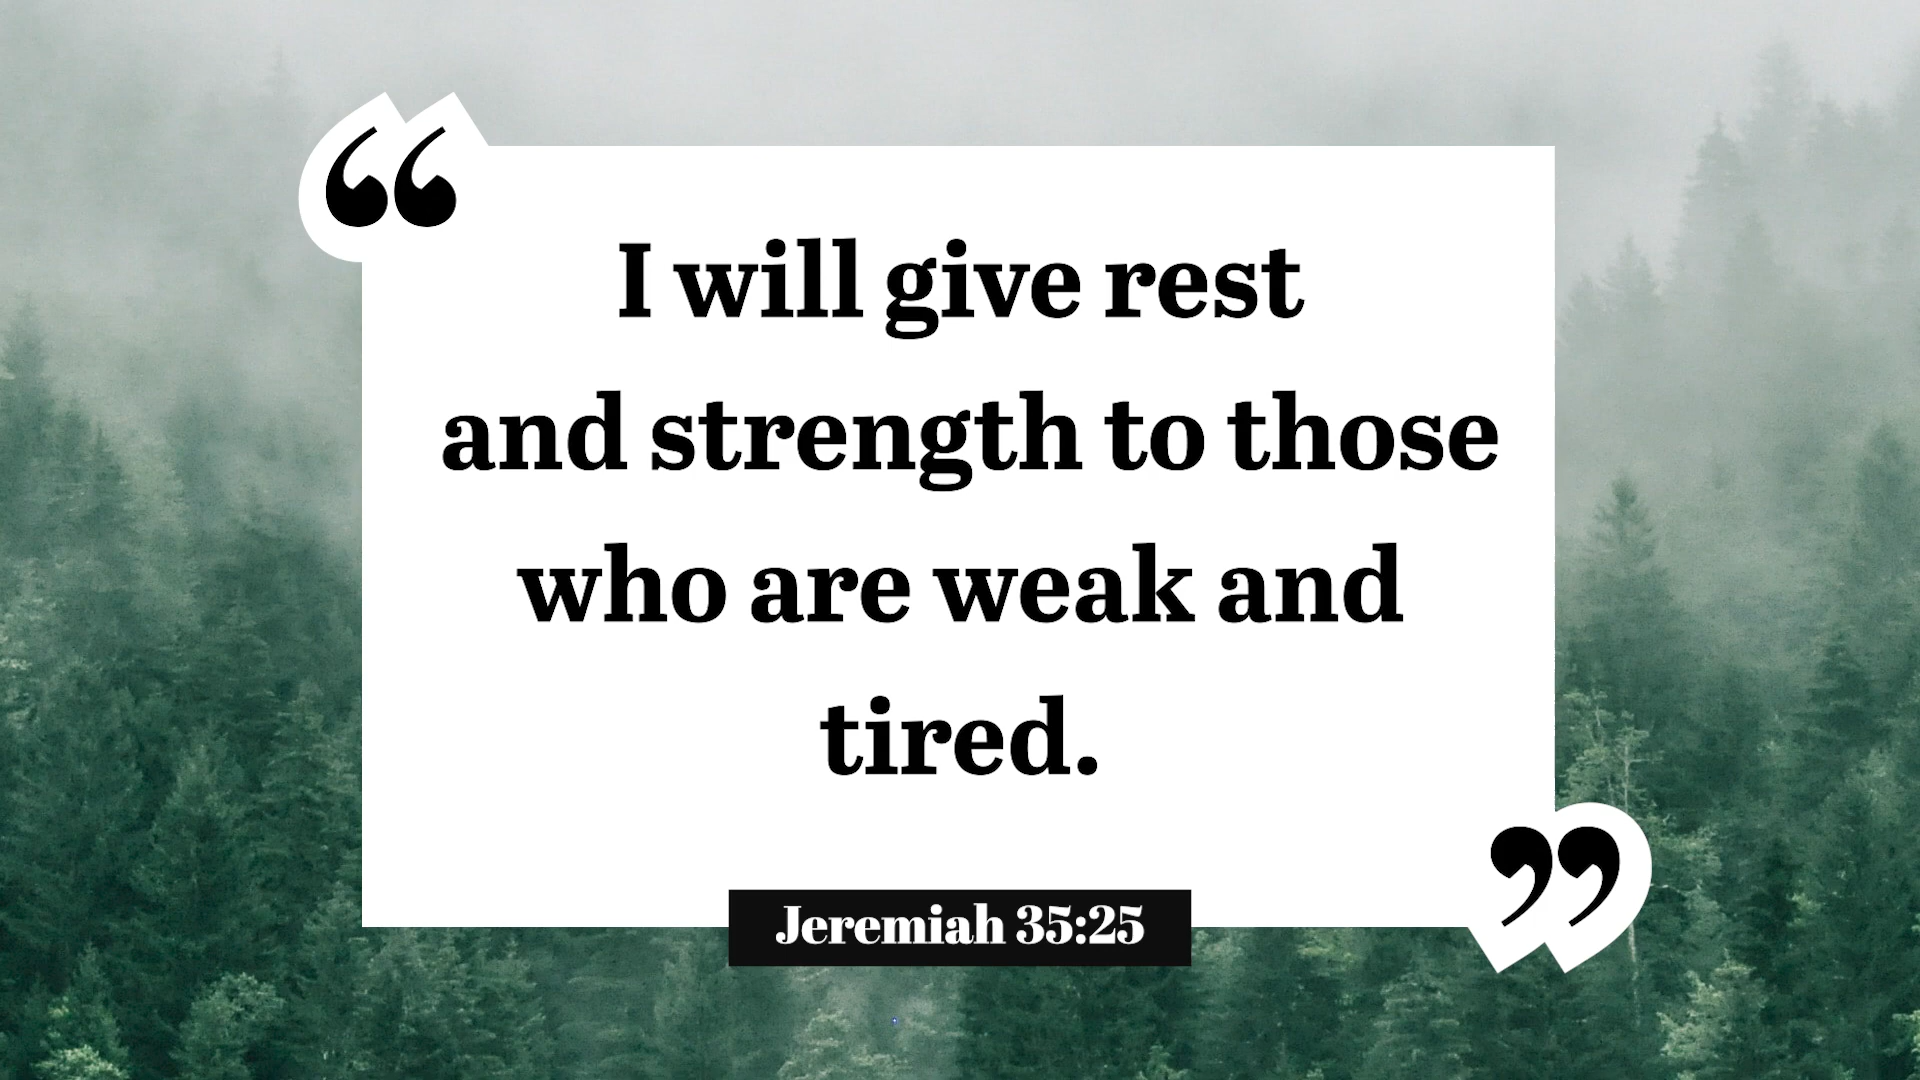 “
I will give rest
and strength to those
who are weak and
tired.
”
Jeremiah 35:25